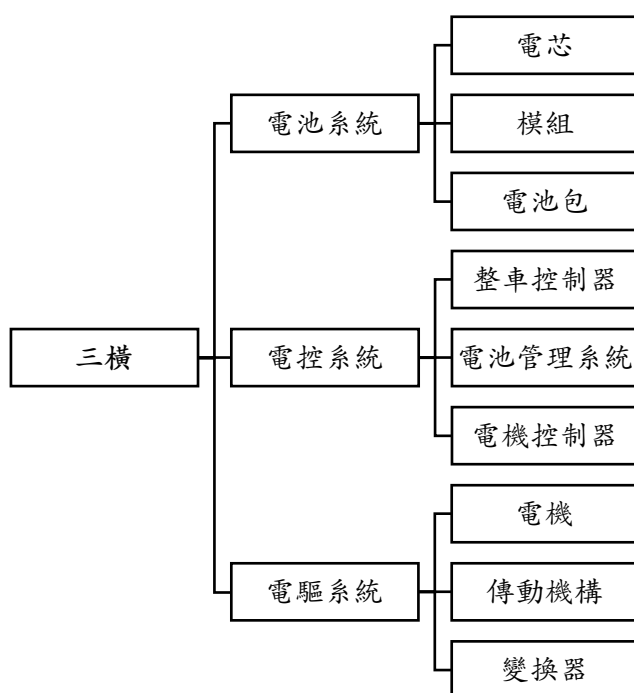 三橫
電池系統
電芯
模組
電池包
電控系統
整車控制器
電池管理系統
電機控制器
電驅系統
電機
傳動機構
變換器